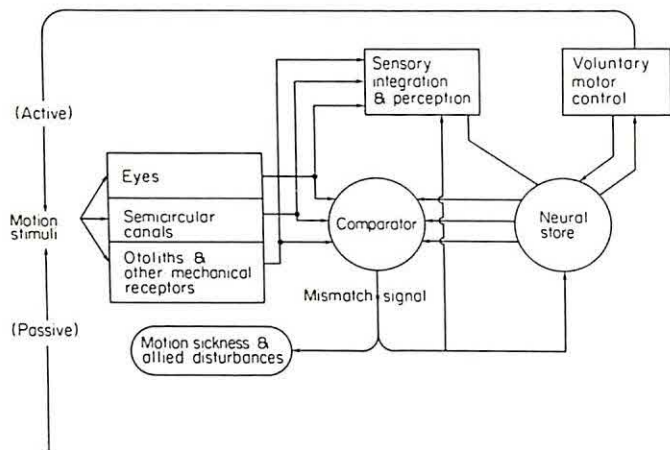 Sensory
integration
& perception
Voluntary
motor
control
(Active)
Eyes
Motion
stimuli
Semicircular
canals
Comparator
Neural
store
Otoliths &
other mechanical
receptors
Mismatch signal
(Passive)
Motion sickness &
allied disturbances